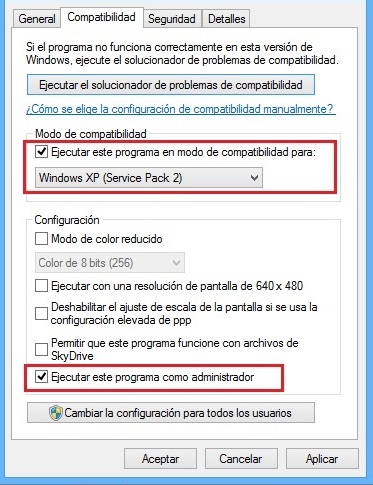 General Compatibilidad Seguridad Detalles
Si el programa no funciona correctamente en esta versión de
Windows, ejecute el solucionador de problemas de compatibilidad.
Ejecutar el solucionador de problemas de compatibilidad
¿Cómo se elige la configuración de compatibilidad manualmente?
Modo de compatibilidad
Ejecutar este programa en modo de compatibilidad para:
Windows XP (Service Pack 2)
Configuración
Modo de color reducido
Color de 8 bits (256)
Ejecutar con una resolución de pantalla de 640 x 480
Deshabilitar el ajuste de escala de la pantalla si se usa la
configuración elevada de ppp
Permitir que este programa funcione con archivos de
SkyDrive
Ejecutar este programa como administrador
Cambiar la configuración para todos los usuarios
Aceptar Cancelar Aplicar